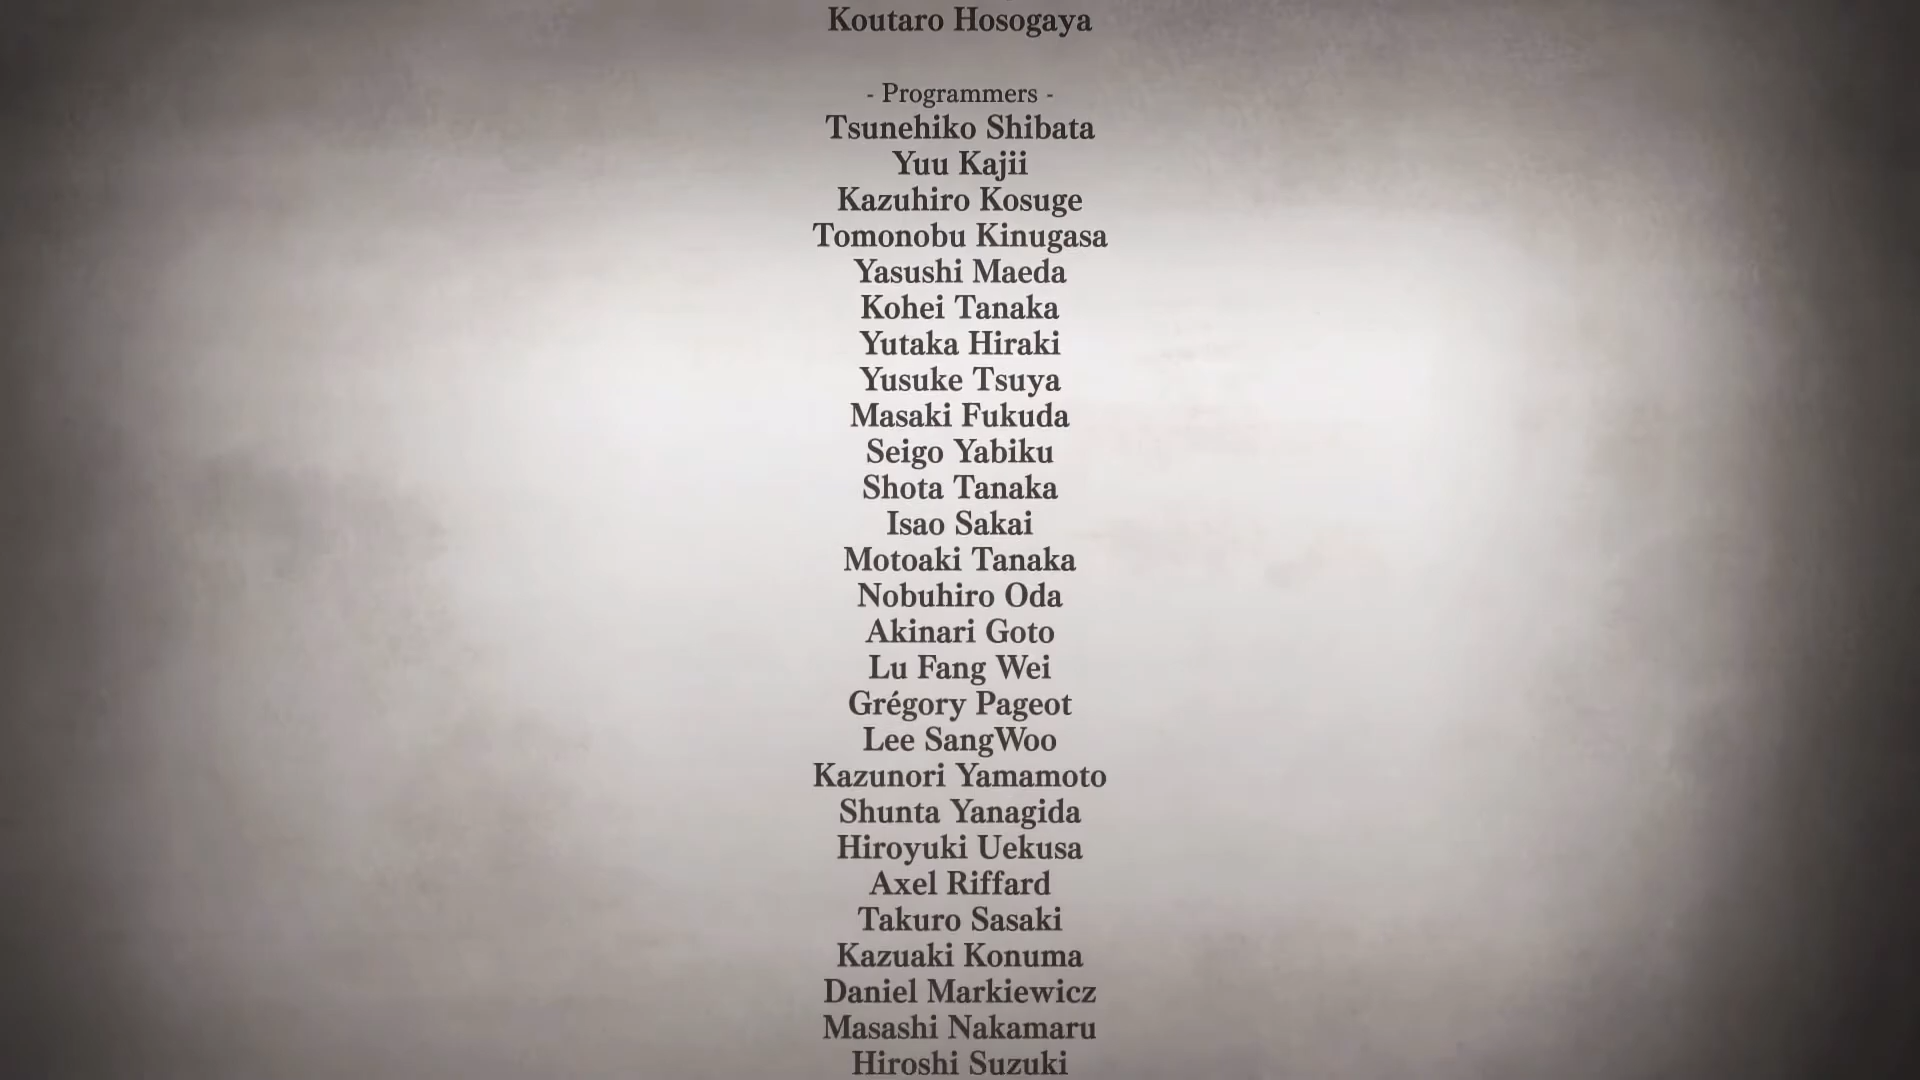 Koutaro Hosogaya
- Programmers -
Tsunehiko Shibata
Yuu Kajii
Kazuhiro Kosuge
Tomonobu Kinugasa
Yasushi Maeda
Kohei Tanaka
Yutaka Hiraki
Yusuke Tsuya
Masaki Fukuda
Seigo Yabiku
Shota Tanaka
Isao Sakai
Motoaki Tanaka
Nobuhiro Oda
Akinari Goto
Lu Fang Wei
Grégory Pageot
Lee SangWoo
Kazunori Yamamoto
Shunta Yanagida
Hiroyuki Uekusa
Axel Riffard
Takuro Sasaki
Kazuaki Konuma
Daniel Markiewicz
Masashi Nakamaru
Hiroshi Suzuki